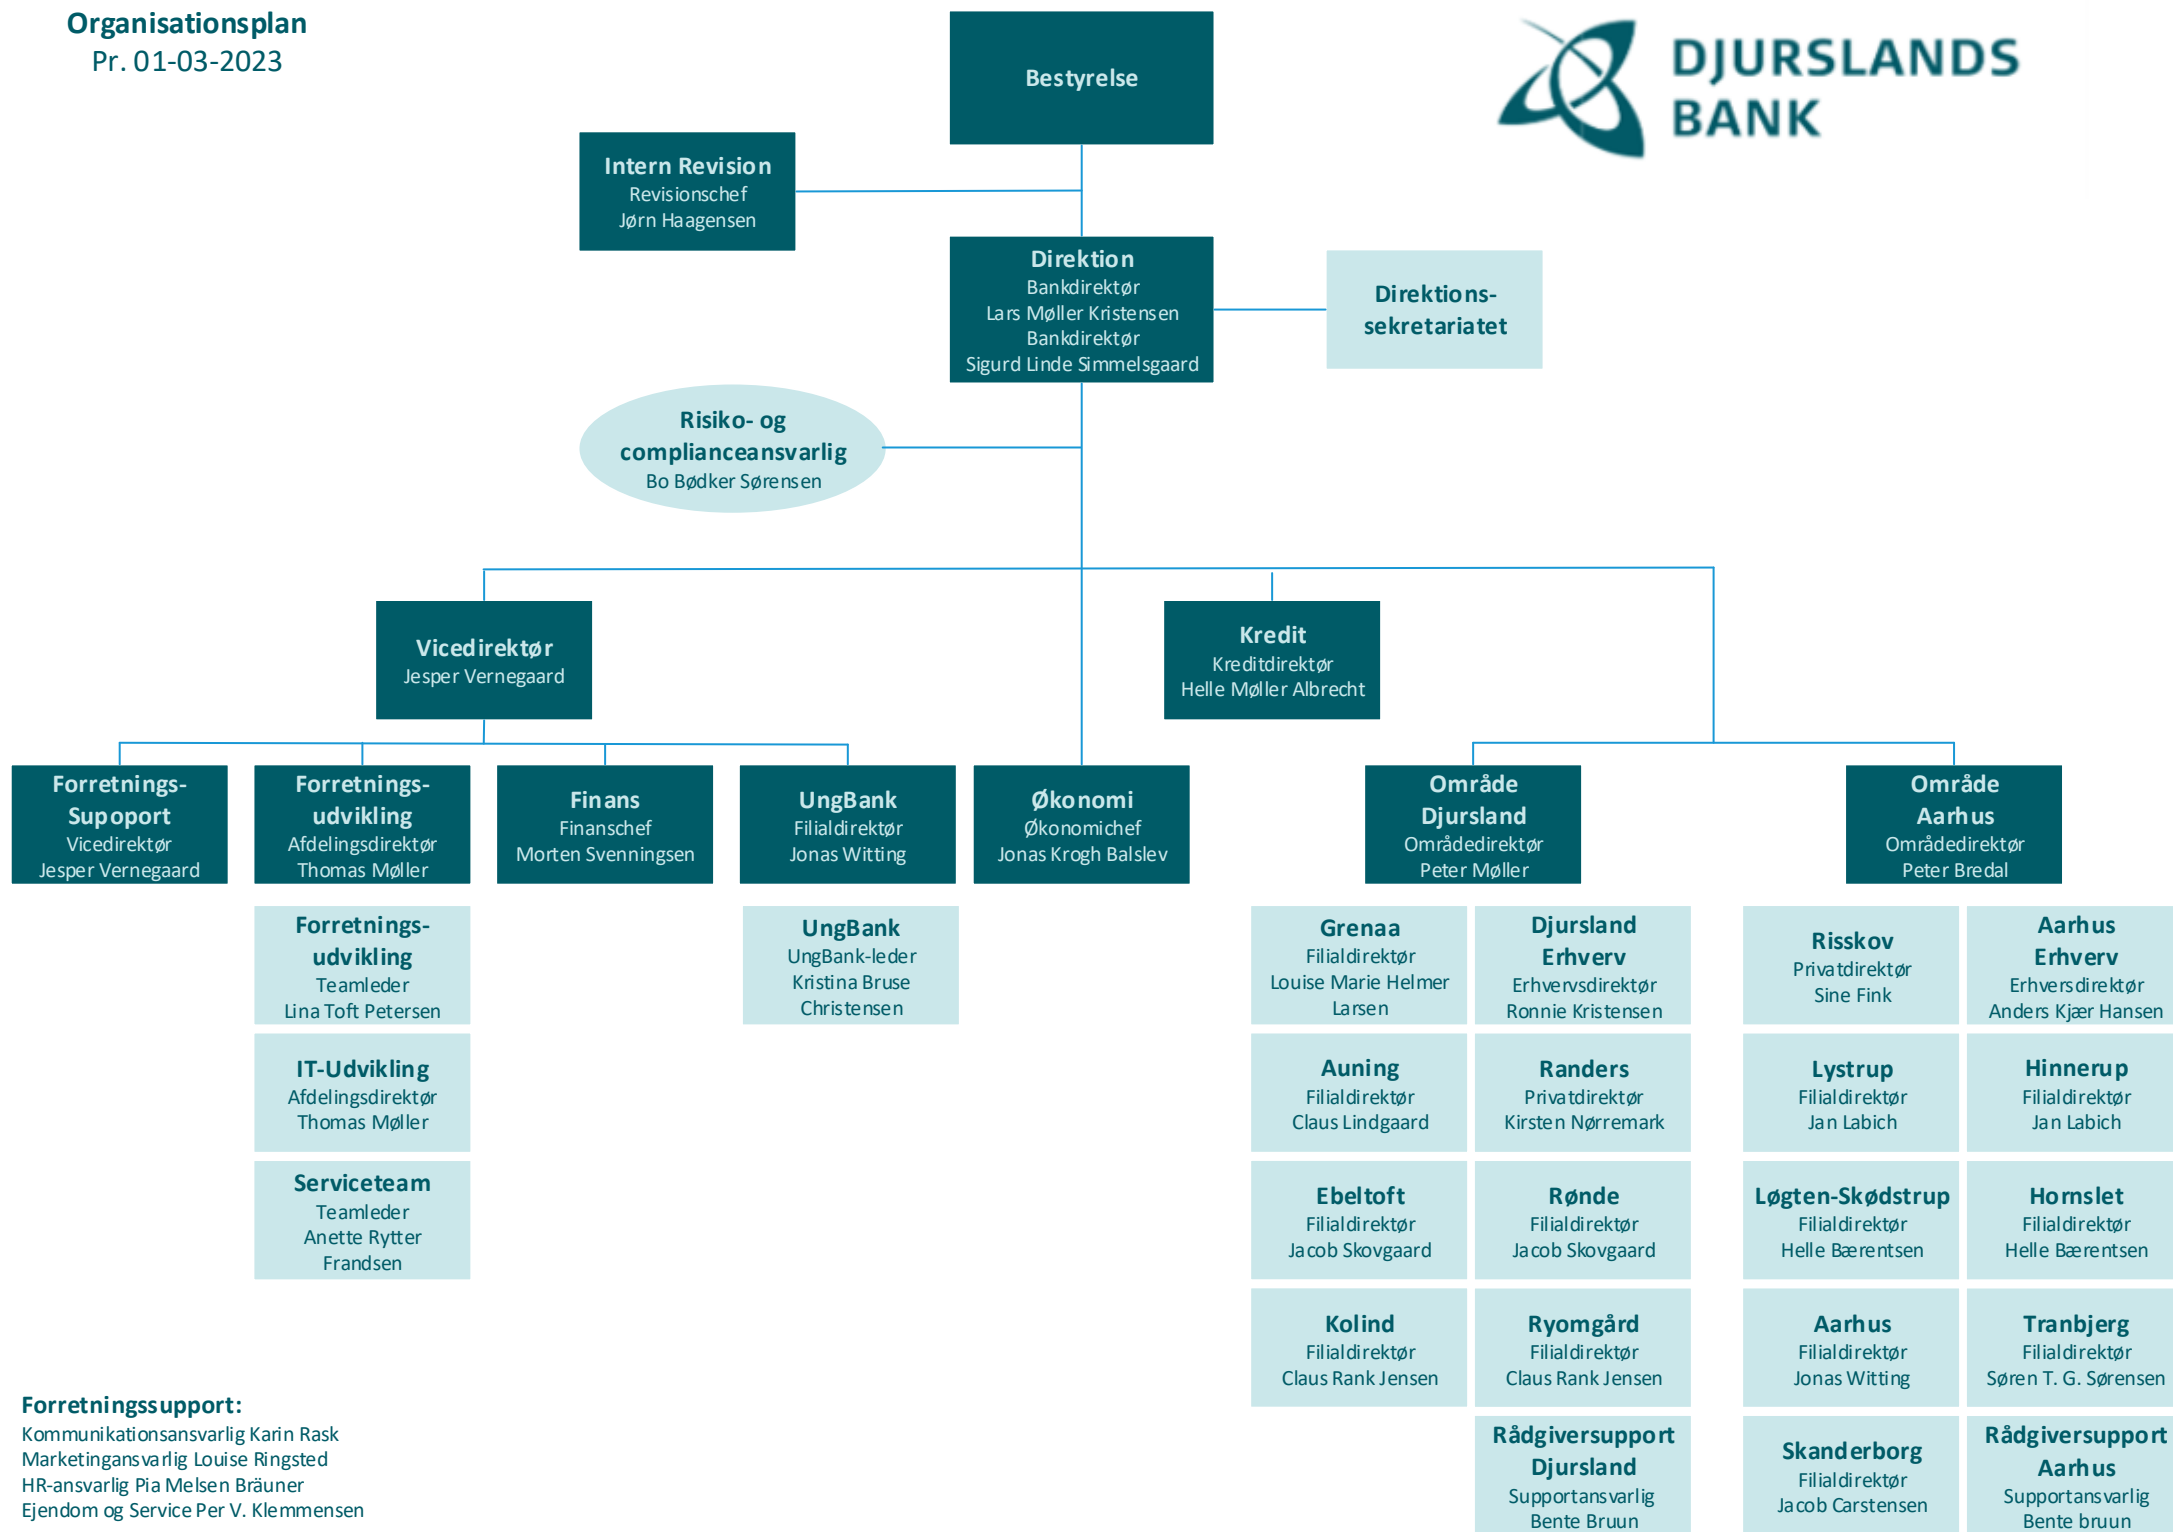 Organisationsplan
Pr. 01-03-2023
DJURSLANDS
BANK
Bestyrelse
Intern Revision
Revisionschef
Jørn Haagensen
Direktion
Bankdirektør
Lars Møller Kristensen
Bankdirektør
Sigurd Linde Simmelsgaard
Direktions-
sekretariatet
Risiko- og
complianceansvarlig
Bo Bødker Sørensen
Vicedirektør
Jesper Vernegaard
Kredit
Kreditdirektør
Helle Møller Albrecht
Forretnings-
Supoport
Vicedirektør
Jesper Vernegaard
Forretnings-
udvikling
Afdelingsdirektør
Thomas Møller
Finans
Finanschef
Morten Svenningsen
UngBank
Filialdirektør
Jonas Witting
Økonomi
Økonomichef
Jonas Krogh Balslev
Område
Djursland
Områdedirektør
Peter Møller
Område
Aarhus
Områdedirektør
Peter Bredal
Forretnings-
udvikling
Teamleder
Lina Toft Petersen
UngBank
UngBank-leder
Kristina Bruse
Christensen
Grenaa
Filialdirektør
Louise Marie Helmer
Larsen
Djursland
Erhverv
Erhvervsdirektør
Ronnie Kristensen
Risskov
Privatdirektør
Sine Fink
Aarhus
Erhverv
Erhversdirektør
Anders Kjær Hansen
IT-Udvikling
Afdelingsdirektør
Thomas Møller
Auning
Filialdirektør
Claus Lindgaard
Randers
Privatdirektør
Kirsten Nørremark
Lystrup
Filialdirektør
Jan Labich
Hinnerup
Filialdirektør
Jan Labich
Serviceteam
Teamleder
Anette Rytter
Frandsen
Ebeltoft
Filialdirektør
Jacob Skovgaard
Rønde
Filialdirektør
Jacob Skovgaard
Løgten-Skødstrup
Filialdirektør
Helle Bærentsen
Hornslet
Filialdirektør
Helle Bærentsen
Kolind
Filialdirektør
Claus Rank Jensen
Ryomgård
Filialdirektør
Claus Rank Jensen
Aarhus
Filialdirektør
Jonas Witting
Tranbjerg
Filialdirektør
Søren T. G. Sørensen
Rådgiversupport
Djursland
Supportansvarlig
Bente Bruun
Skanderborg
Filialdirektør
Jacob Carstensen
Rådgiversupport
Aarhus
Supportansvarlig
Bente bruun
Forretningssupport:
Kommunikationsansvarlig Karin Rask
Marketingansvarlig Louise Ringsted
HR-ansvarlig Pia Melsen Bräuner
Ejendom og Service Per V. Klemmensen